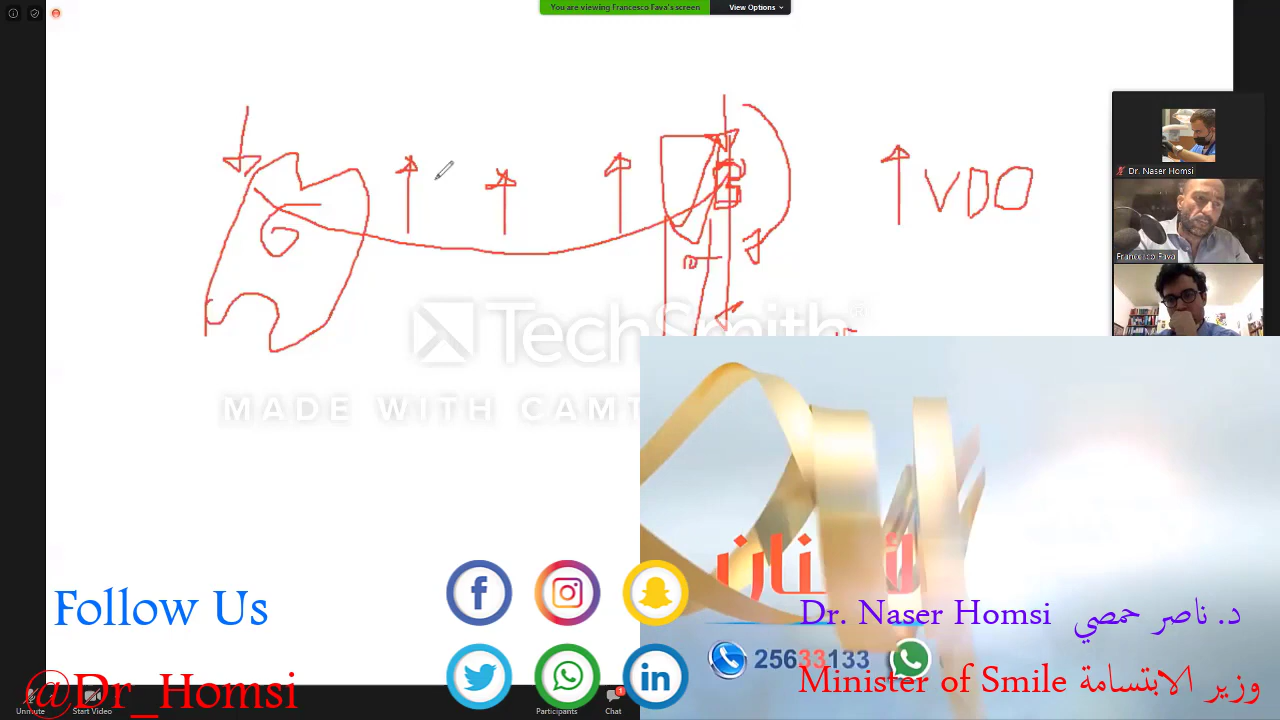 You are viewing Francesco Fava's screen
View Options
VDO
Dr. Naser Homsi
Francesco Fava
TechSmith
MADE WITH CAMT
Follow Us
Dr. Naser Homsi د. ناصر حمصي
25633133
@Dr_Homsi
Minister of Smile وزير الابتسامة
Unmute
Start Video
Participants
Chat
1